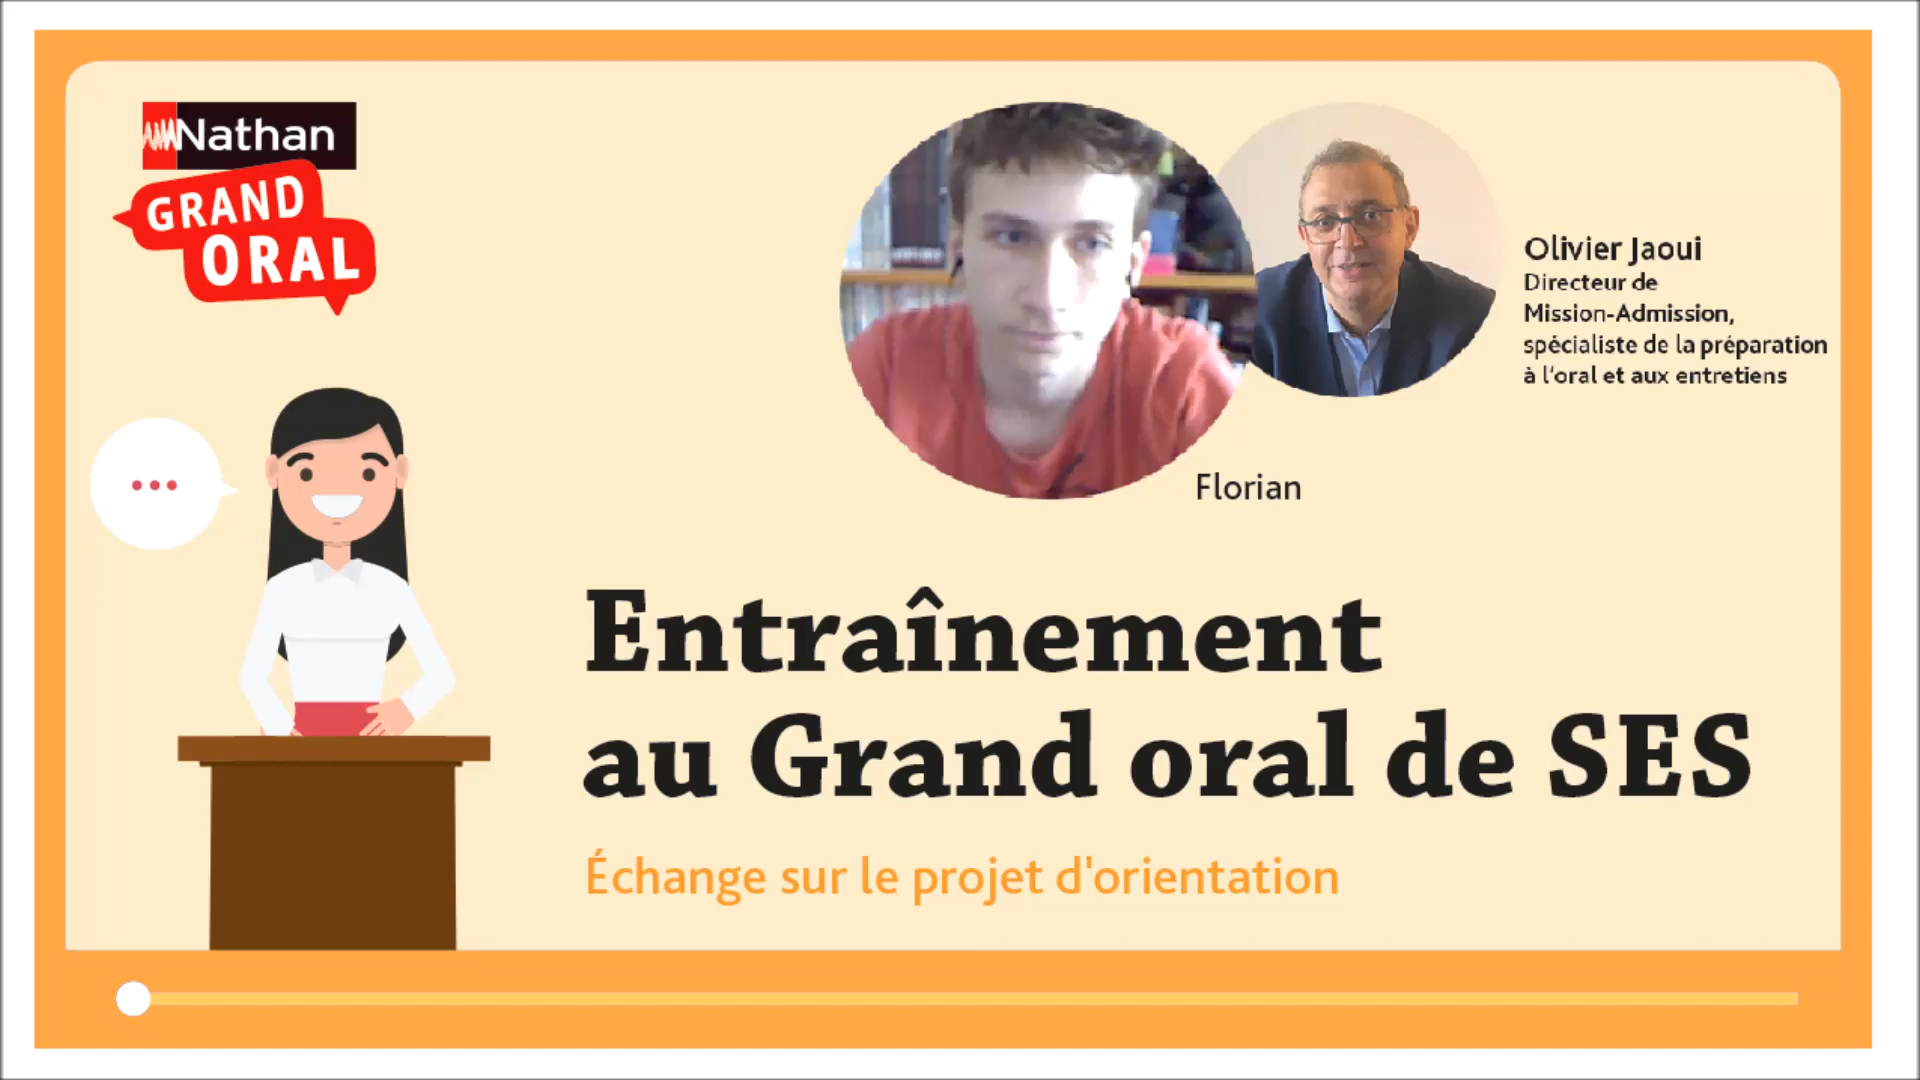 Nathan
GRAND
ORAL
Olivier Jaoui
Directeur de
Mission-Admission,
spécialiste de la préparation
à l'oral et aux entretiens
Florian
...
Entraînement
au Grand oral de SES
Échange sur le projet d'orientation